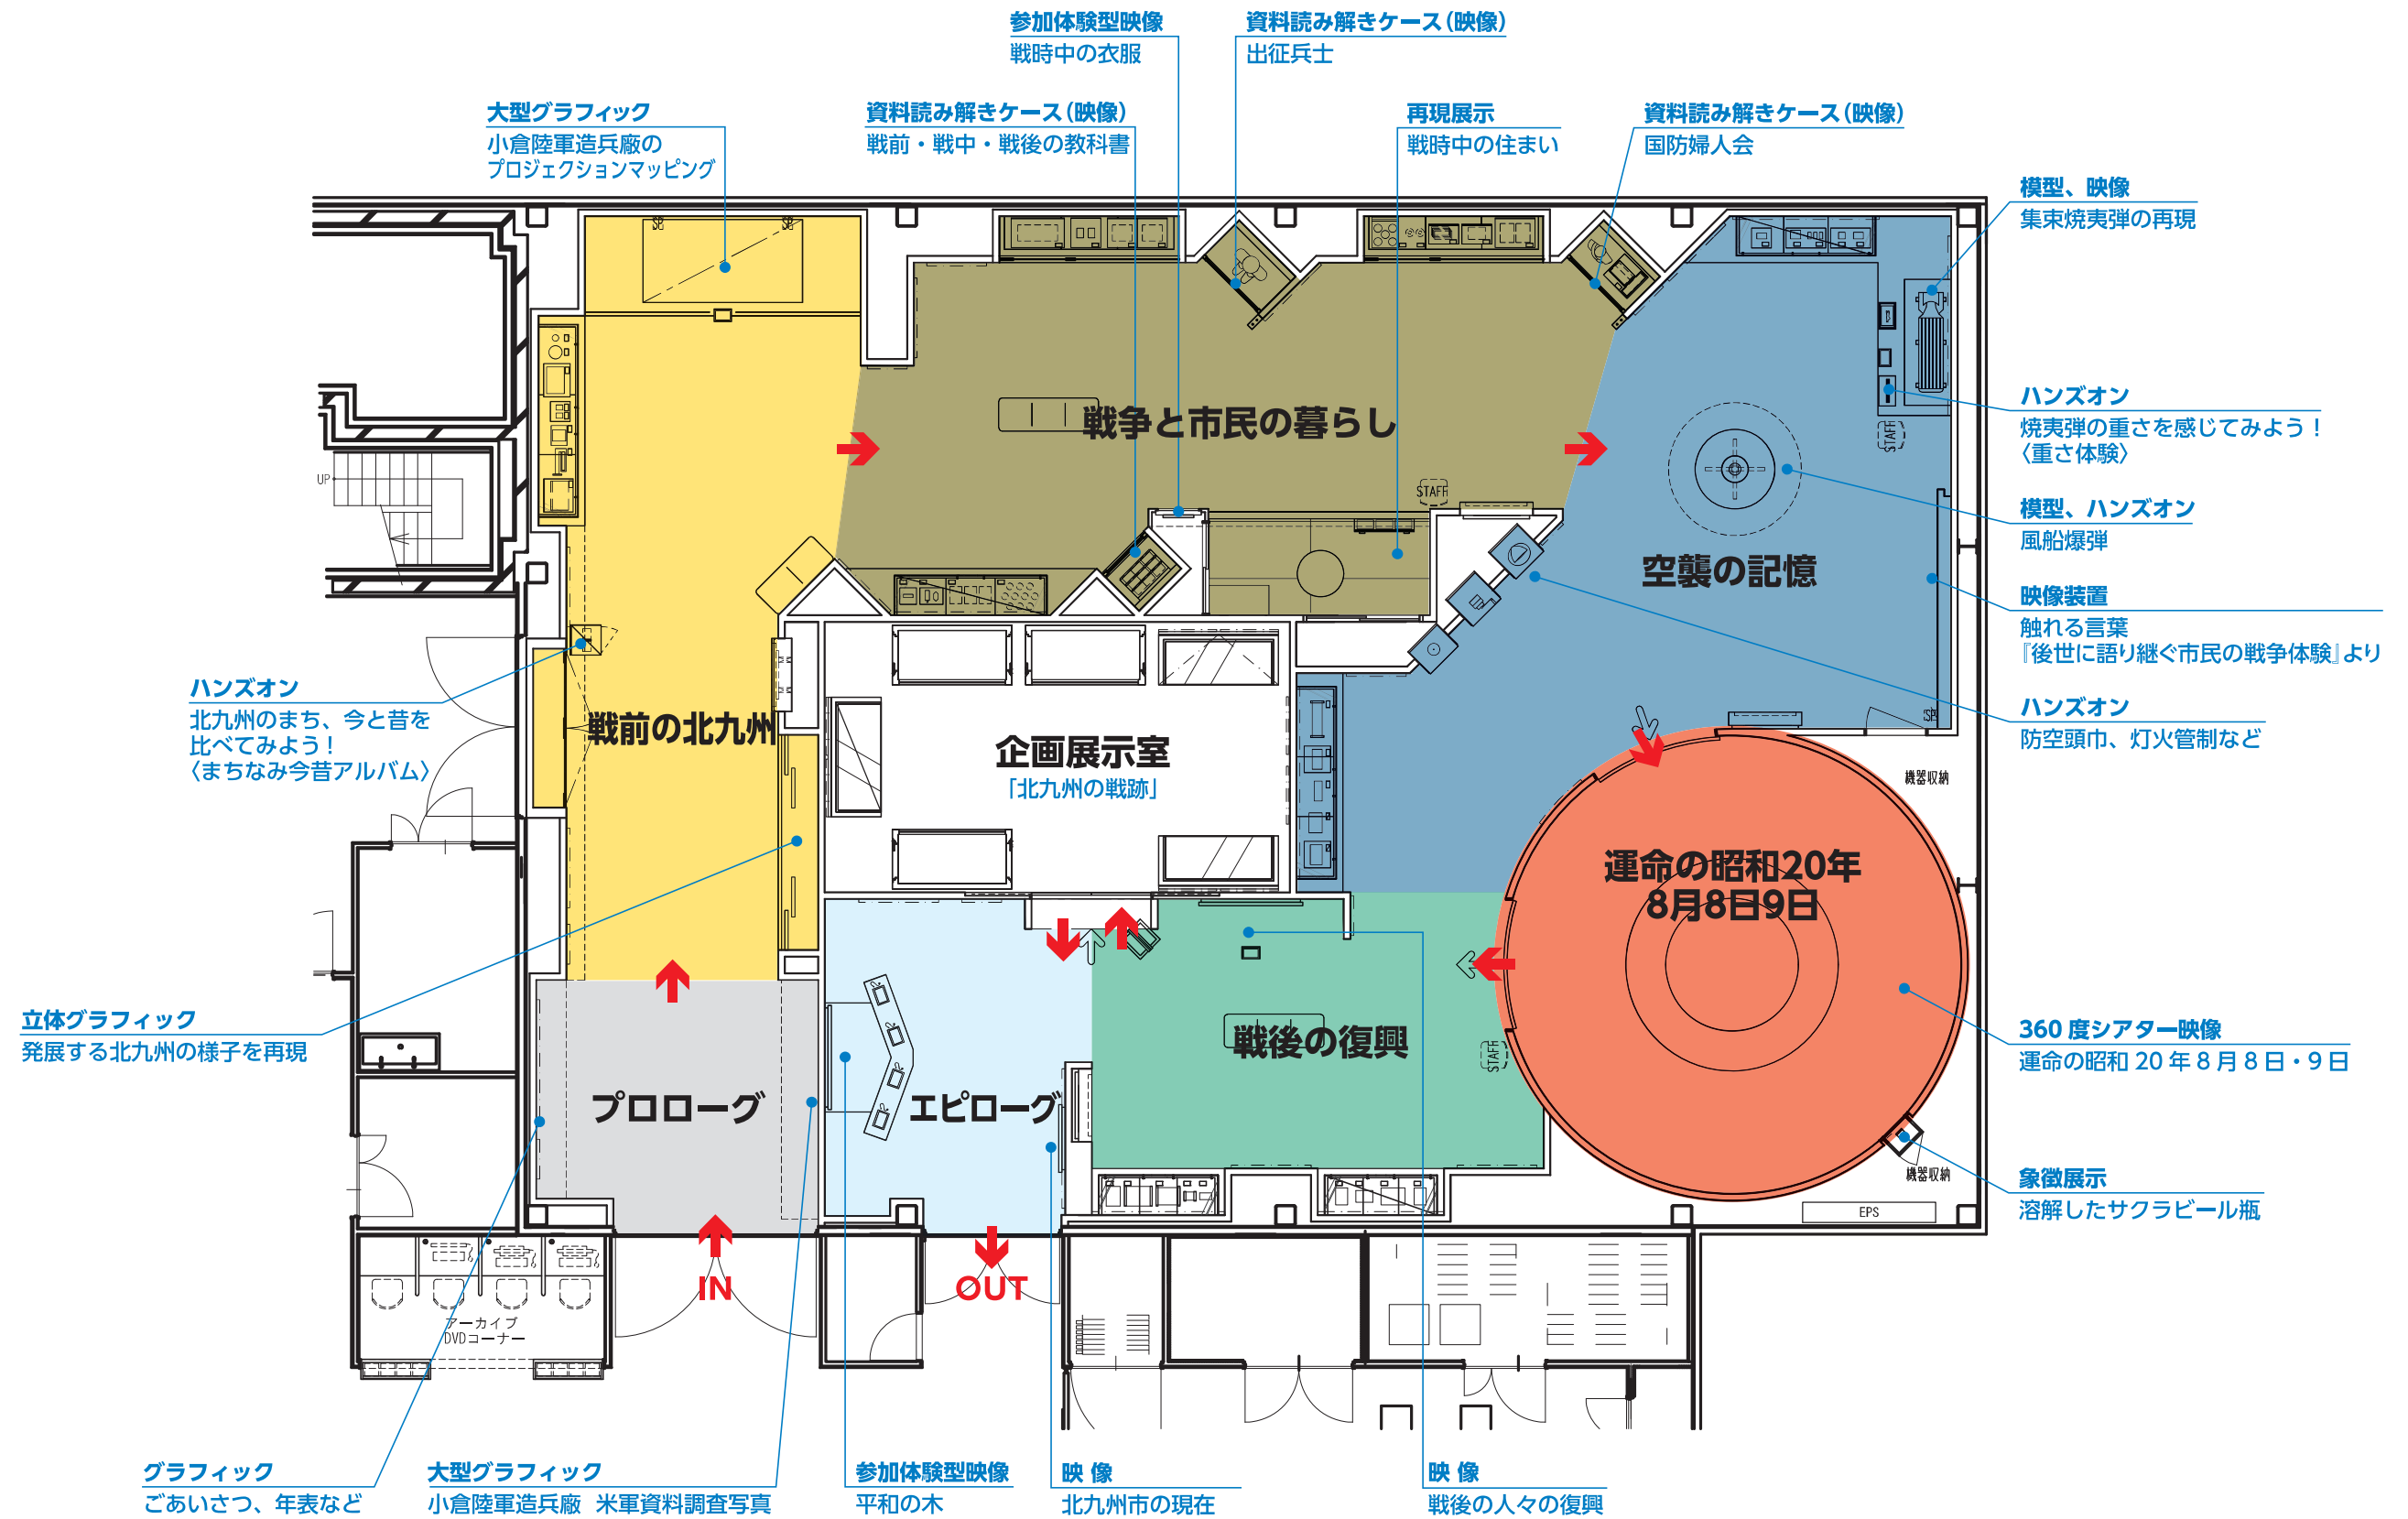 参加体験型映像
戦時中の衣服
資料読み解きケース（映像）
出征兵士
大型グラフィック
小倉陸軍造兵廠の
プロジェクションマッピング
資料読み解きケース（映像）
戦前・戦中・戦後の教科書
再現展示
戦時中の住まい
資料読み解きケース（映像）
国防婦人会
模型、映像
集束焼夷弾の再現
SP
SP
ハンズオン
焼夷弾の重さを感じてみよう！
〈重さ体験〉
戦争と市民の暮らし
STAFF
UP
STAFF
模型、ハンズオン
風船爆弾
空襲の記憶
映像装置
触れる言葉
『後世に語り継ぐ市民の戦争体験』より
ハンズオン
北九州のまち、今と昔を
比べてみよう！
〈まちなみ今昔アルバム〉
戦前の北九州
企画展示室
「北九州の戦跡」
SP
ハンズオン
防空頭巾、灯火管制など
機器収納
運命の昭和20年
8月8日9日
立体グラフィック
発展する北九州の様子を再現
戦後の復興
STAFF
360 度シアター映像
運命の昭和 20 年 8 月 8 日・9 日
プロローグ
エピローグ
機器収納
象徴展示
溶解したサクラビール瓶
EPS
IN
OUT
アーカイブ
DVDコーナー
グラフィック
ごあいさつ、年表など
大型グラフィック
小倉陸軍造兵廠 米軍資料調査写真
参加体験型映像
平和の木
映 像
北九州市の現在
映 像
戦後の人々の復興